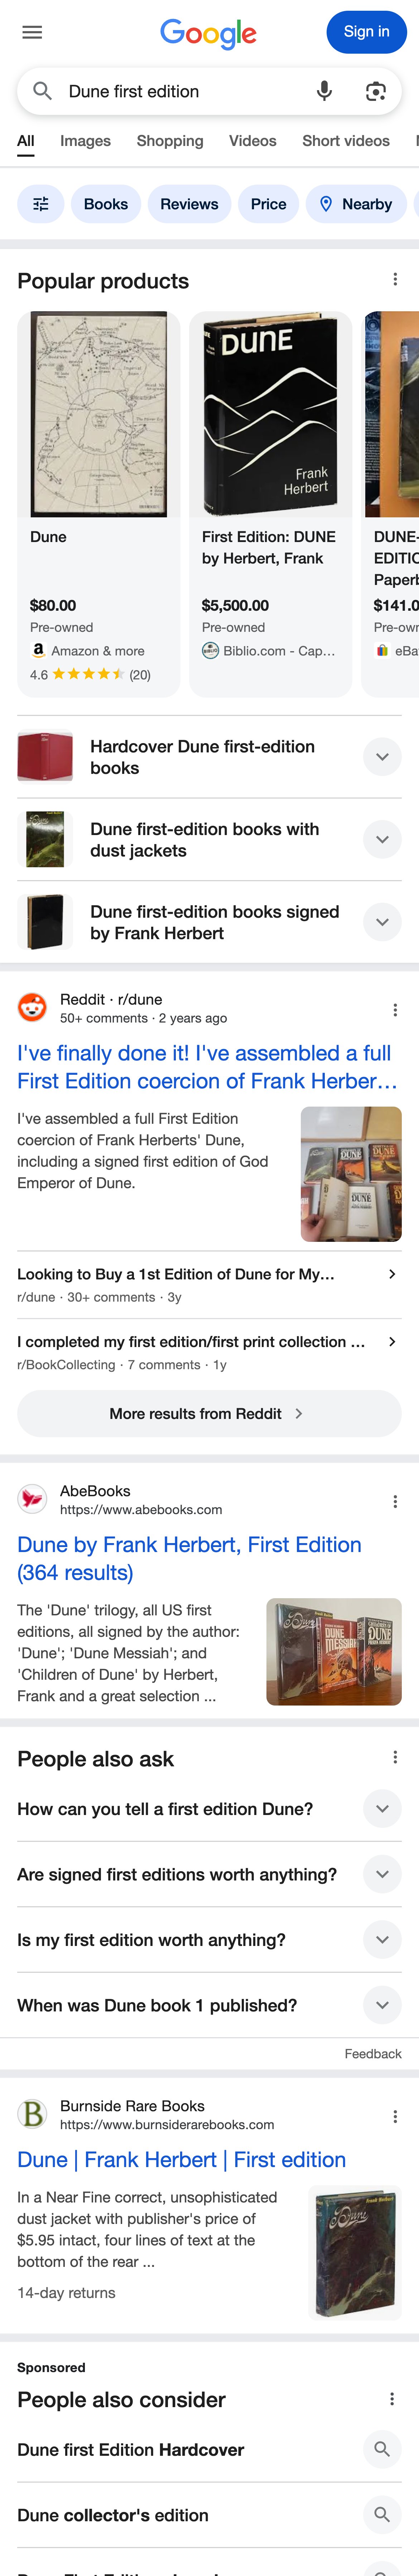 Google
Sign in
Dune first edition
All Images Shopping Videos Short videos
Books Reviews Price Nearby
Popular products
DUNE
Frank
Herbert
Dune
$80.00
Pre-owned
Amazon & more
4.6 (20)
First Edition: DUNE
by Herbert, Frank
$5,500.00
Pre-owned
Biblio.com - Cap...
DUNE-
EDITIC
Paperb
$141.0
Pre-owr
eBa
Hardcover Dune first-edition
books
Dune first-edition books with
dust jackets
Dune first-edition books signed
by Frank Herbert
Reddit · r/dune
50+ comments · 2 years ago
I've finally done it! I've assembled a full
First Edition coercion of Frank Herber...
I've assembled a full First Edition
coercion of Frank Herberts' Dune,
including a signed first edition of God
Emperor of Dune.
Looking to Buy a 1st Edition of Dune for My...
r/dune · 30+ comments · 3y
I completed my first edition/first print collection ...
r/BookCollecting · 7 comments · 1y
More results from Reddit
AbeBooks
https://www.abebooks.com
Dune by Frank Herbert, First Edition
(364 results)
The 'Dune' trilogy, all US first
editions, all signed by the author:
'Dune'; 'Dune Messiah'; and
'Children of Dune' by Herbert,
Frank and a great selection ...
Dune
DUNE
MESSIAH
DUNE
People also ask
How can you tell a first edition Dune?
Are signed first editions worth anything?
Is my first edition worth anything?
When was Dune book 1 published?
Feedback
B
Burnside Rare Books
https://www.burnsiderarebooks.com
Dune | Frank Herbert | First edition
In a Near Fine correct, unsophisticated
dust jacket with publisher's price of
$5.95 intact, four lines of text at the
bottom of the rear ...
14-day returns
Dune
Sponsored
People also consider
Dune first Edition Hardcover
Dune collector's edition